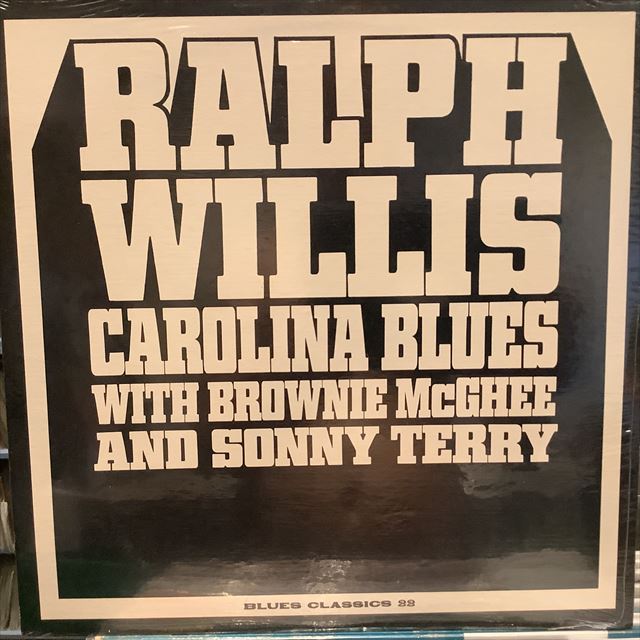 RALPH
WILLIS
CAROLINA BLUES
WITH BROWNIE McGHEE
AND SONNY TERRY
BLUES CLASSICS 22